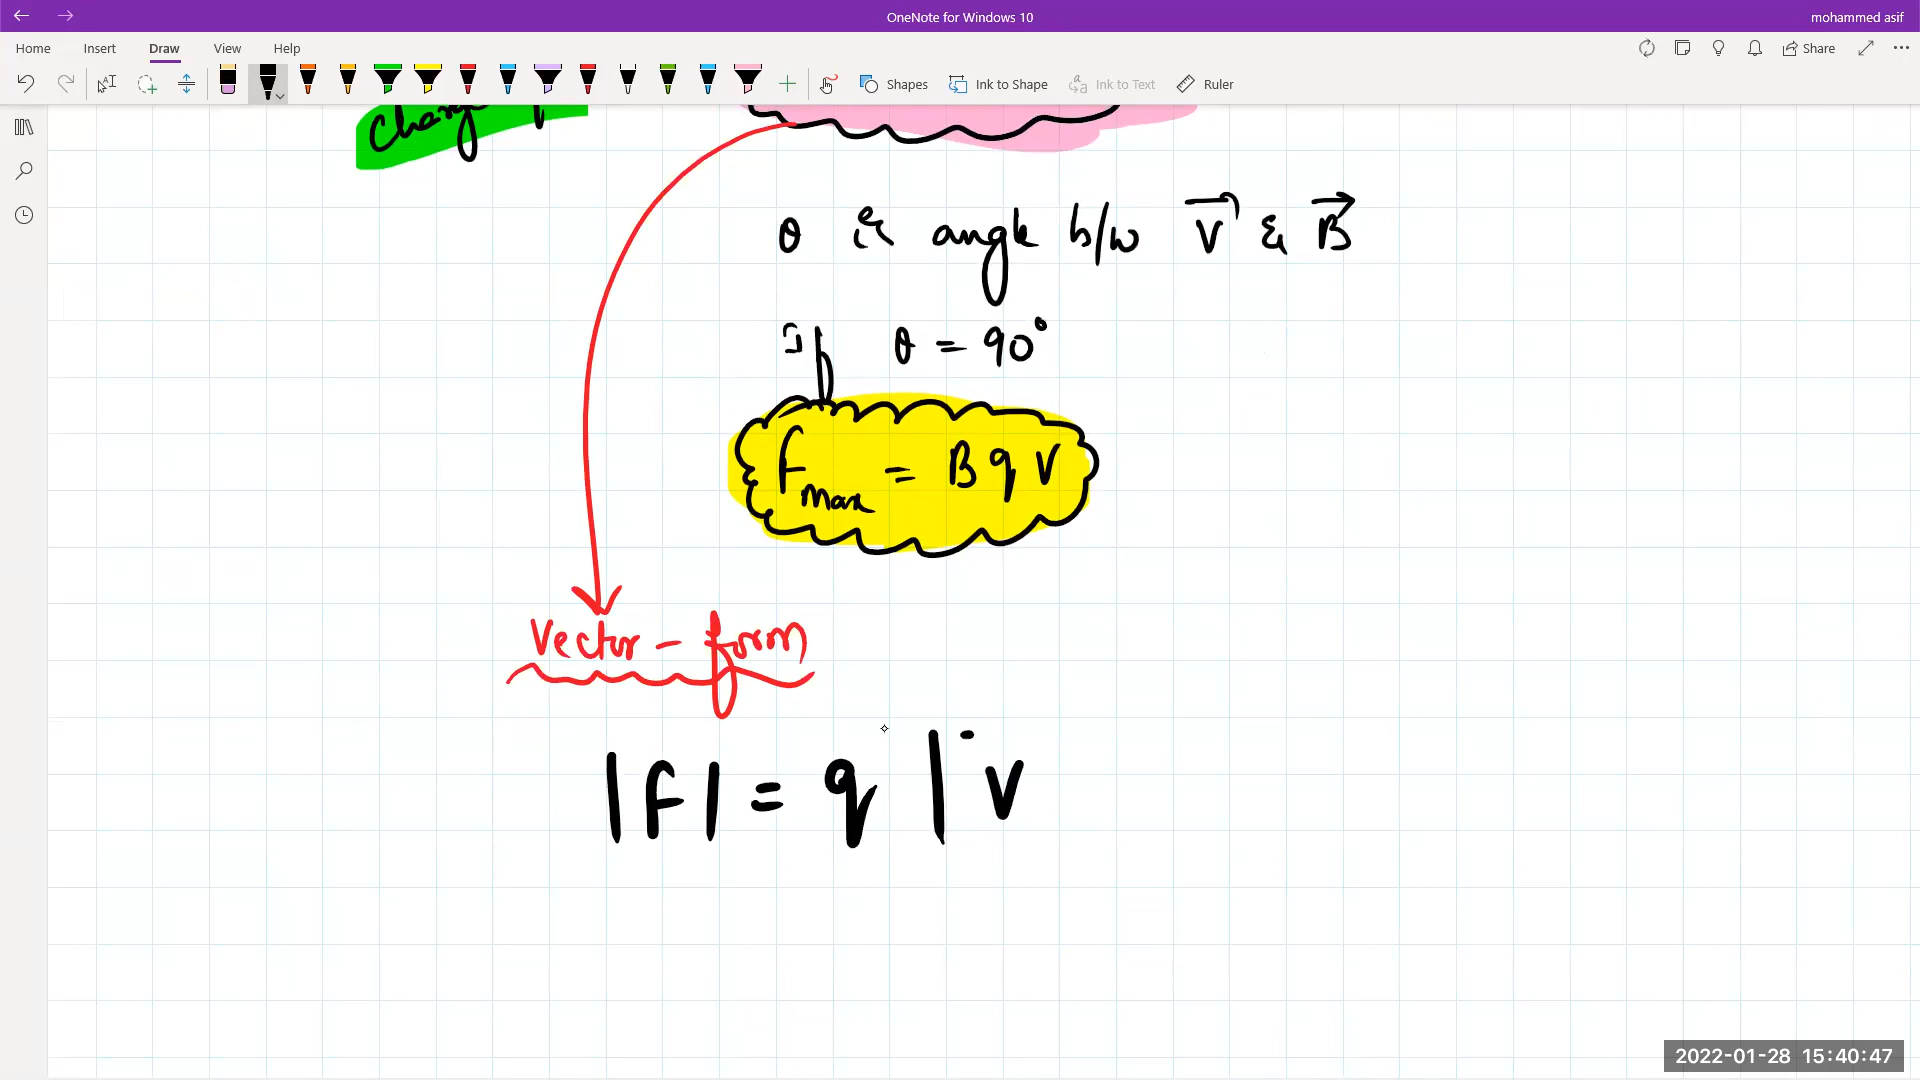 OneNote for Windows 10
mohammed asif
Home Insert Draw View Help
Share
Shapes Ink to Shape Ink to Text Ruler
θ is angle b/w V & B
If θ = 90°
Fmax = BqV
Vector - form
|F| = q | V
2022-01-28 15:40:47